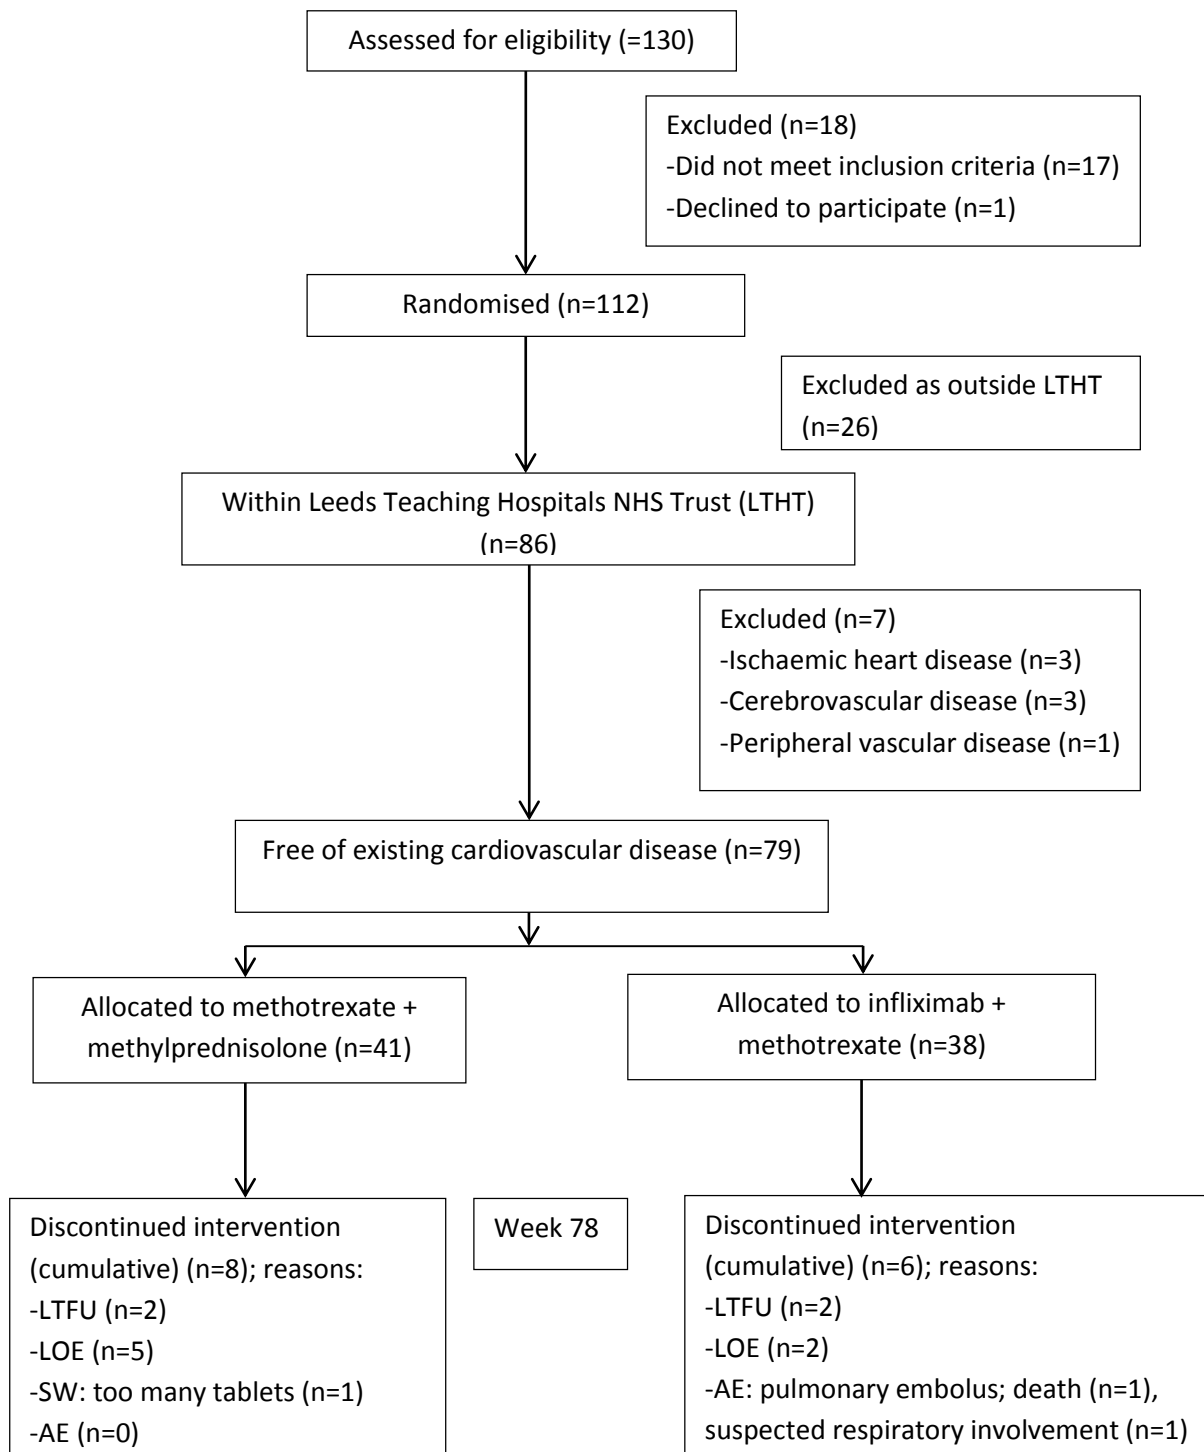 Assessed for eligibility (=130)
Excluded (n=18)
-Did not meet inclusion criteria (n=17)
-Declined to participate (n=1)
Randomised (n=112)
Excluded as outside LTHT
(n=26)
Within Leeds Teaching Hospitals NHS Trust (LTHT)
(n=86)
Excluded (n=7)
-Ischaemic heart disease (n=3)
-Cerebrovascular disease (n=3)
-Peripheral vascular disease (n=1)
Free of existing cardiovascular disease (n=79)
Allocated to methotrexate +
methylprednisolone (n=41)
Allocated to infliximab +
methotrexate (n=38)
Discontinued intervention
(cumulative) (n=8); reasons:
-LTFU (n=2)
-LOE (n=5)
-SW: too many tablets (n=1)
-AE (n=0)
Week 78
Discontinued intervention
(cumulative) (n=6); reasons:
-LTFU (n=2)
-LOE (n=2)
-AE: pulmonary embolus; death (n=1),
suspected respiratory involvement (n=1)